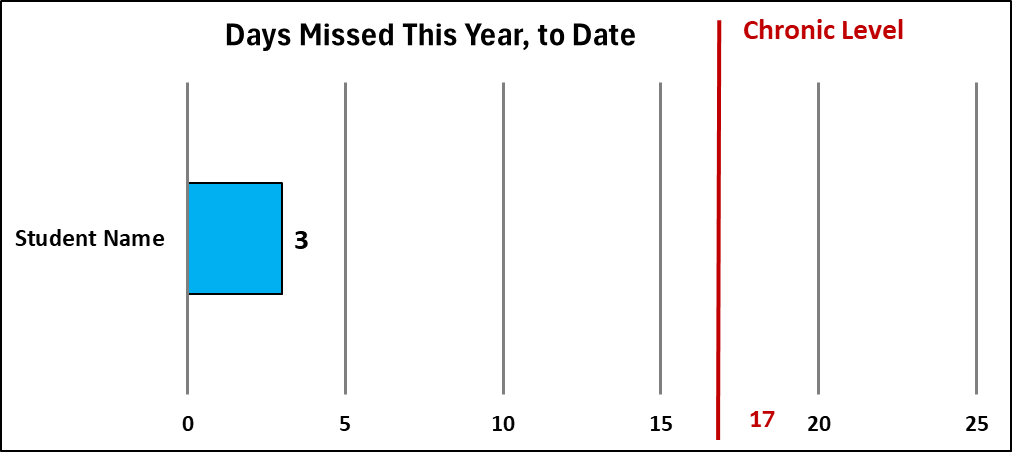 Days Missed This Year, to Date
Chronic Level
Student Name
3
0 5 10 15 17 20 25